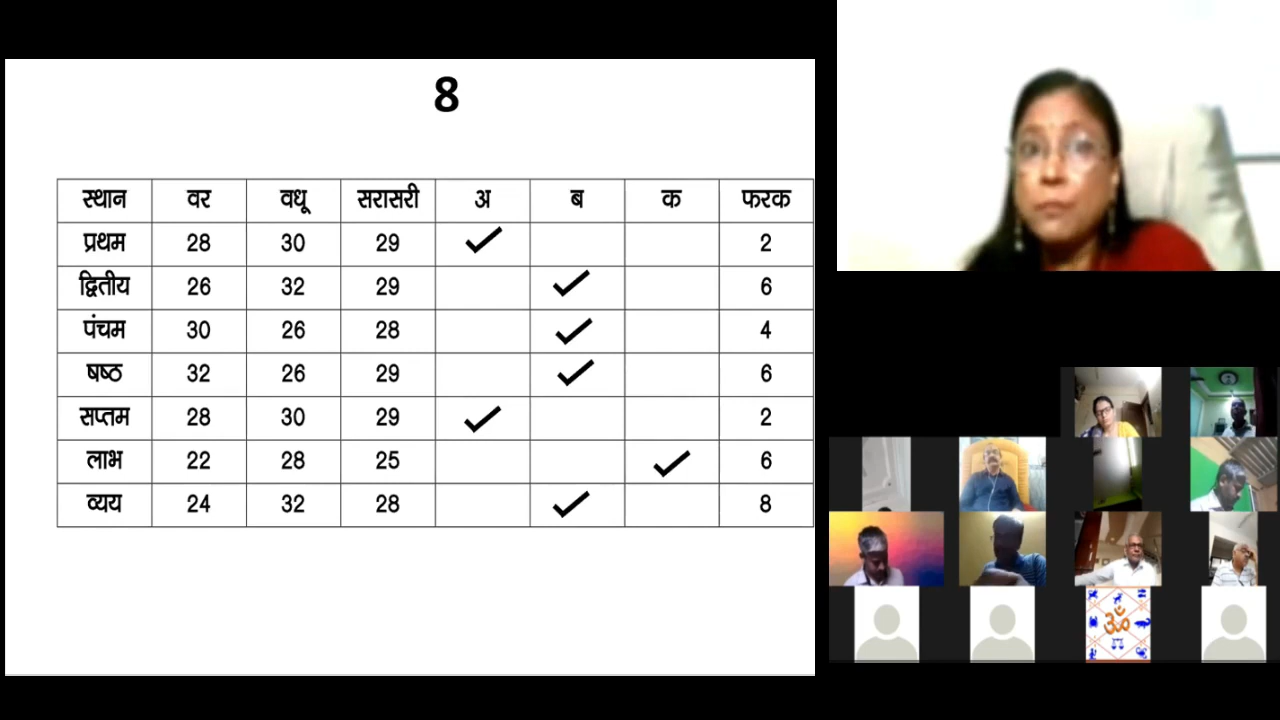 8
स्थान वर वधू सरासरी अ ब क फरक
प्रथम 28 30 29 ✓ 2
द्वितीय 26 32 29 ✓ 6
पंचम 30 26 28 ✓ 4
षष्ठ 32 26 29 ✓ 6
सप्तम 28 30 29 ✓ 2
लाभ 22 28 25 ✓ 6
व्यय 24 32 28 ✓ 8
ॐ